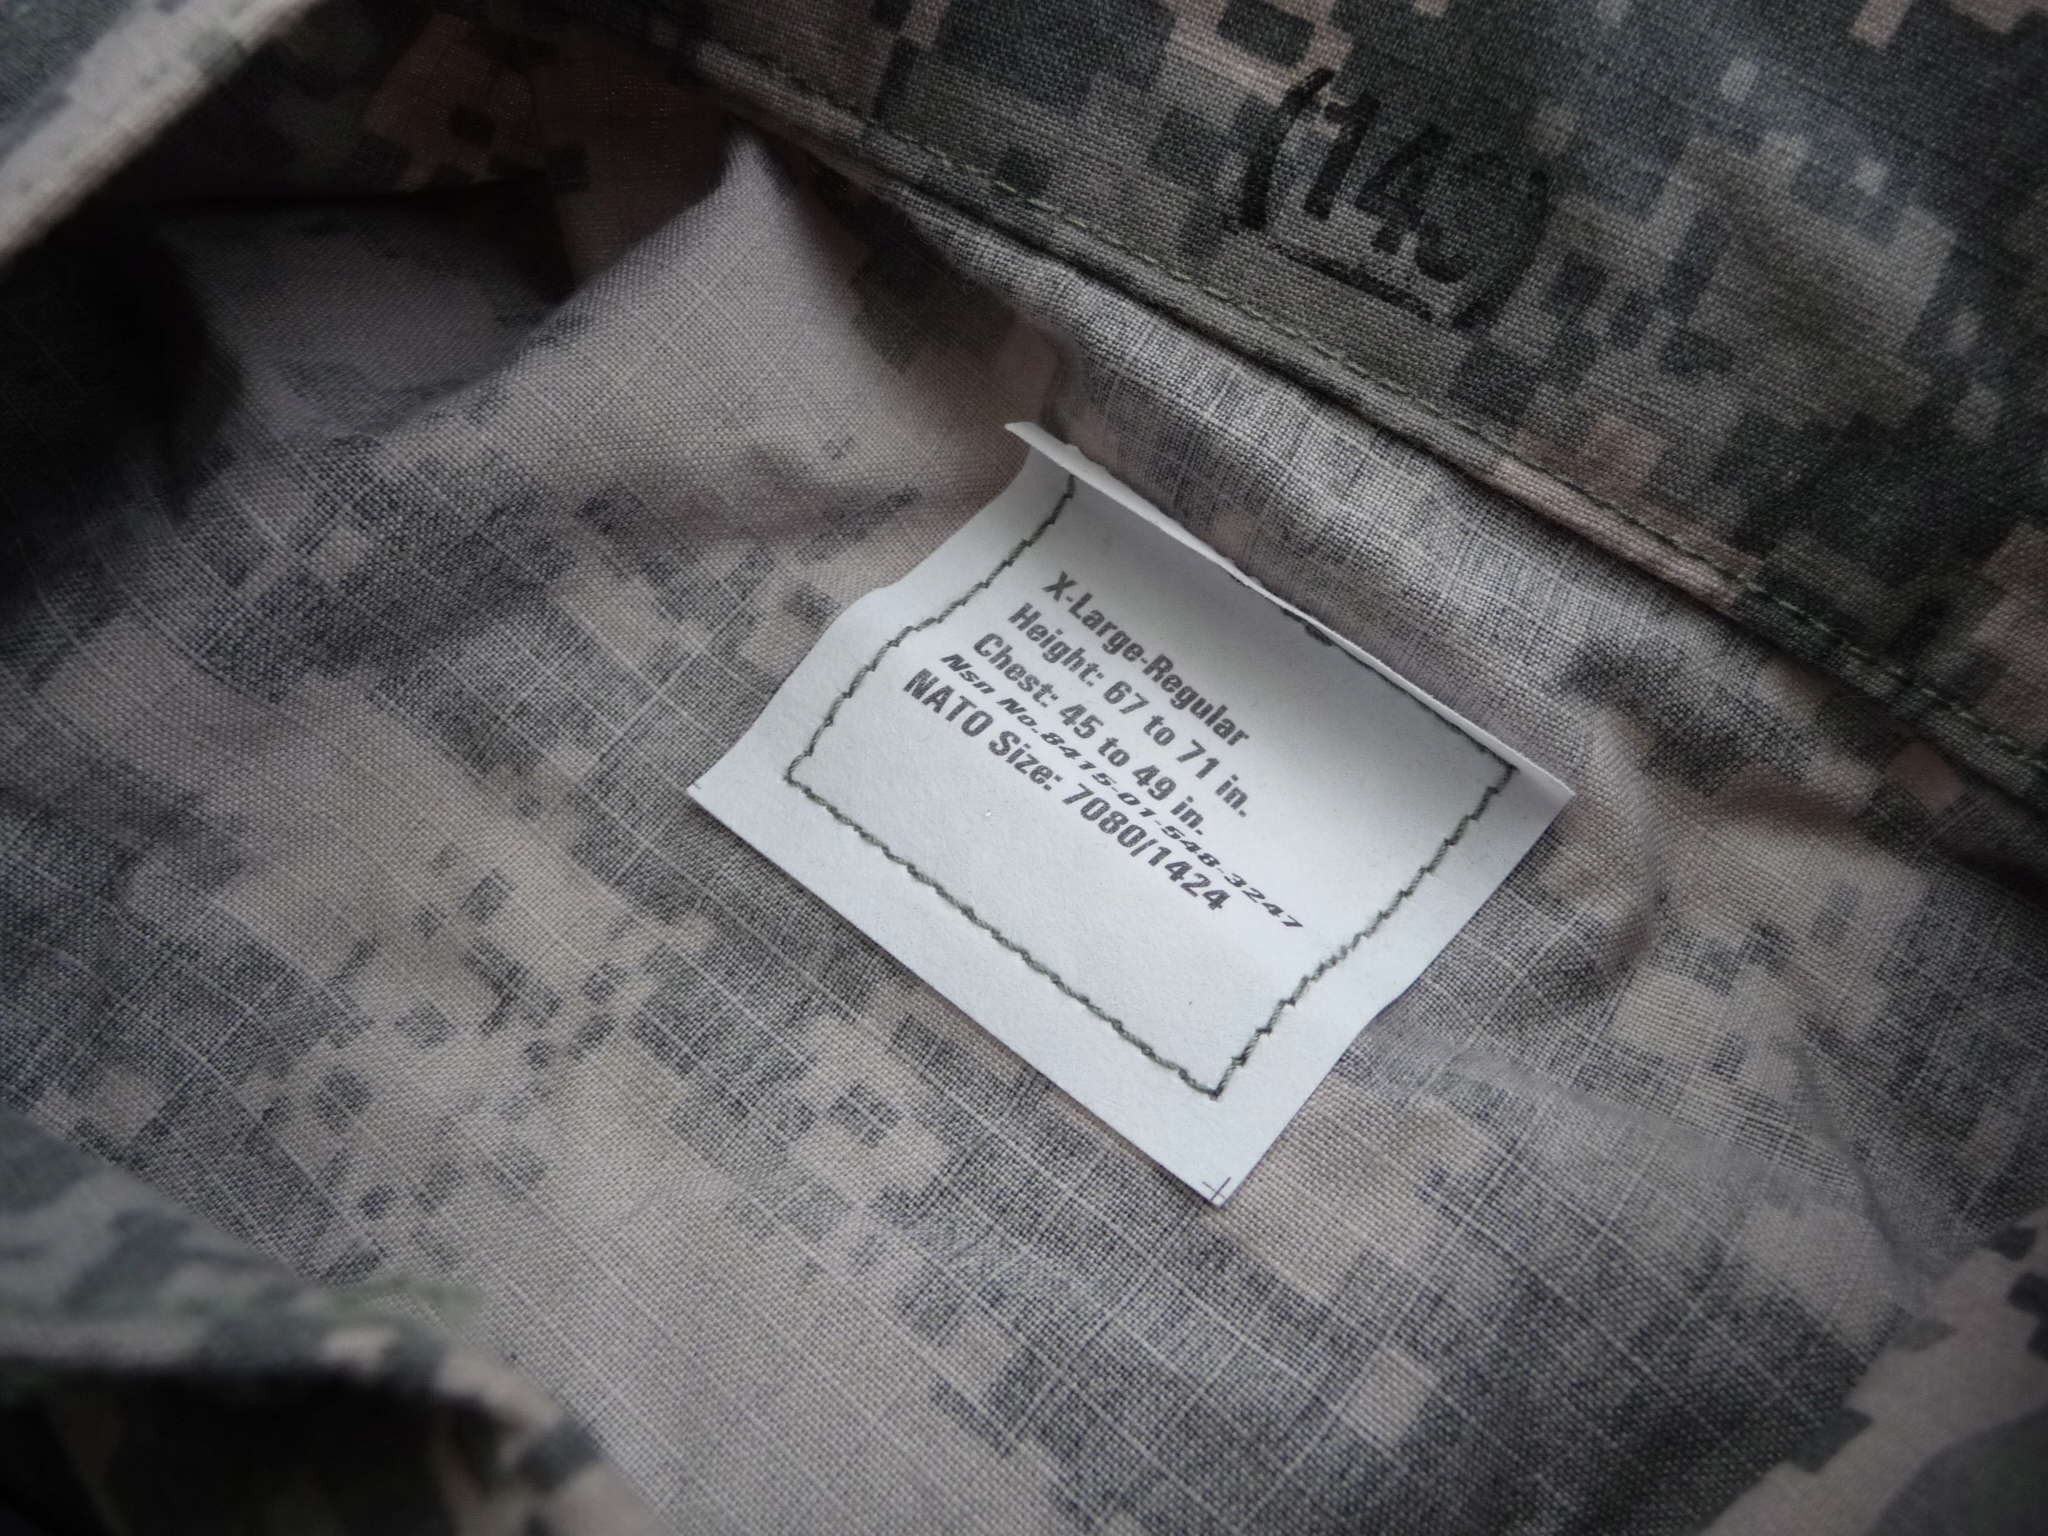 (149)
X-Large-Regular
Height: 67 to 71 in.
Chest: 45 to 49 in.
Nsn No.8415-01-548-3247
NATO Size: 7080/1424